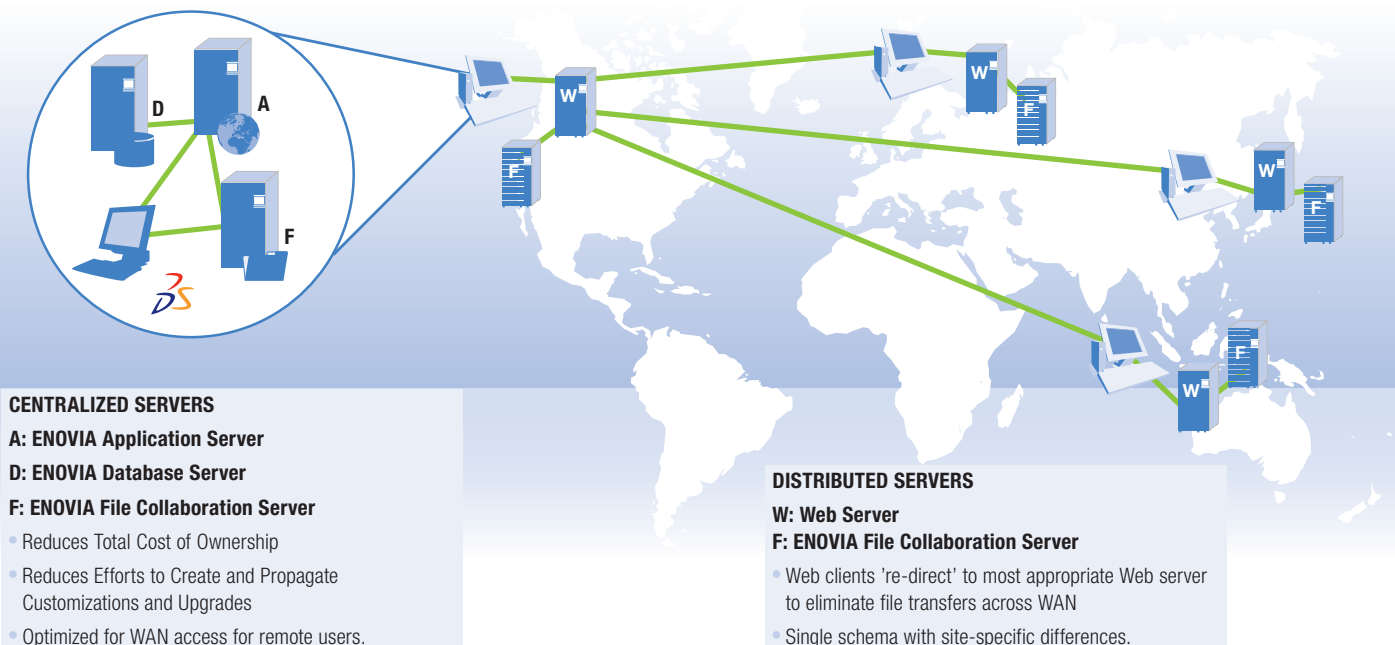 D
A
F
W
F
W
F
W
F
F
W
DS
CENTRALIZED SERVERS
A: ENOVIA Application Server
D: ENOVIA Database Server
F: ENOVIA File Collaboration Server
• Reduces Total Cost of Ownership
• Reduces Efforts to Create and Propagate
Customizations and Upgrades
• Optimized for WAN access for remote users.
DISTRIBUTED SERVERS
W: Web Server
F: ENOVIA File Collaboration Server
• Web clients ’re-direct’ to most appropriate Web server
to eliminate file transfers across WAN
• Single schema with site-specific differences.